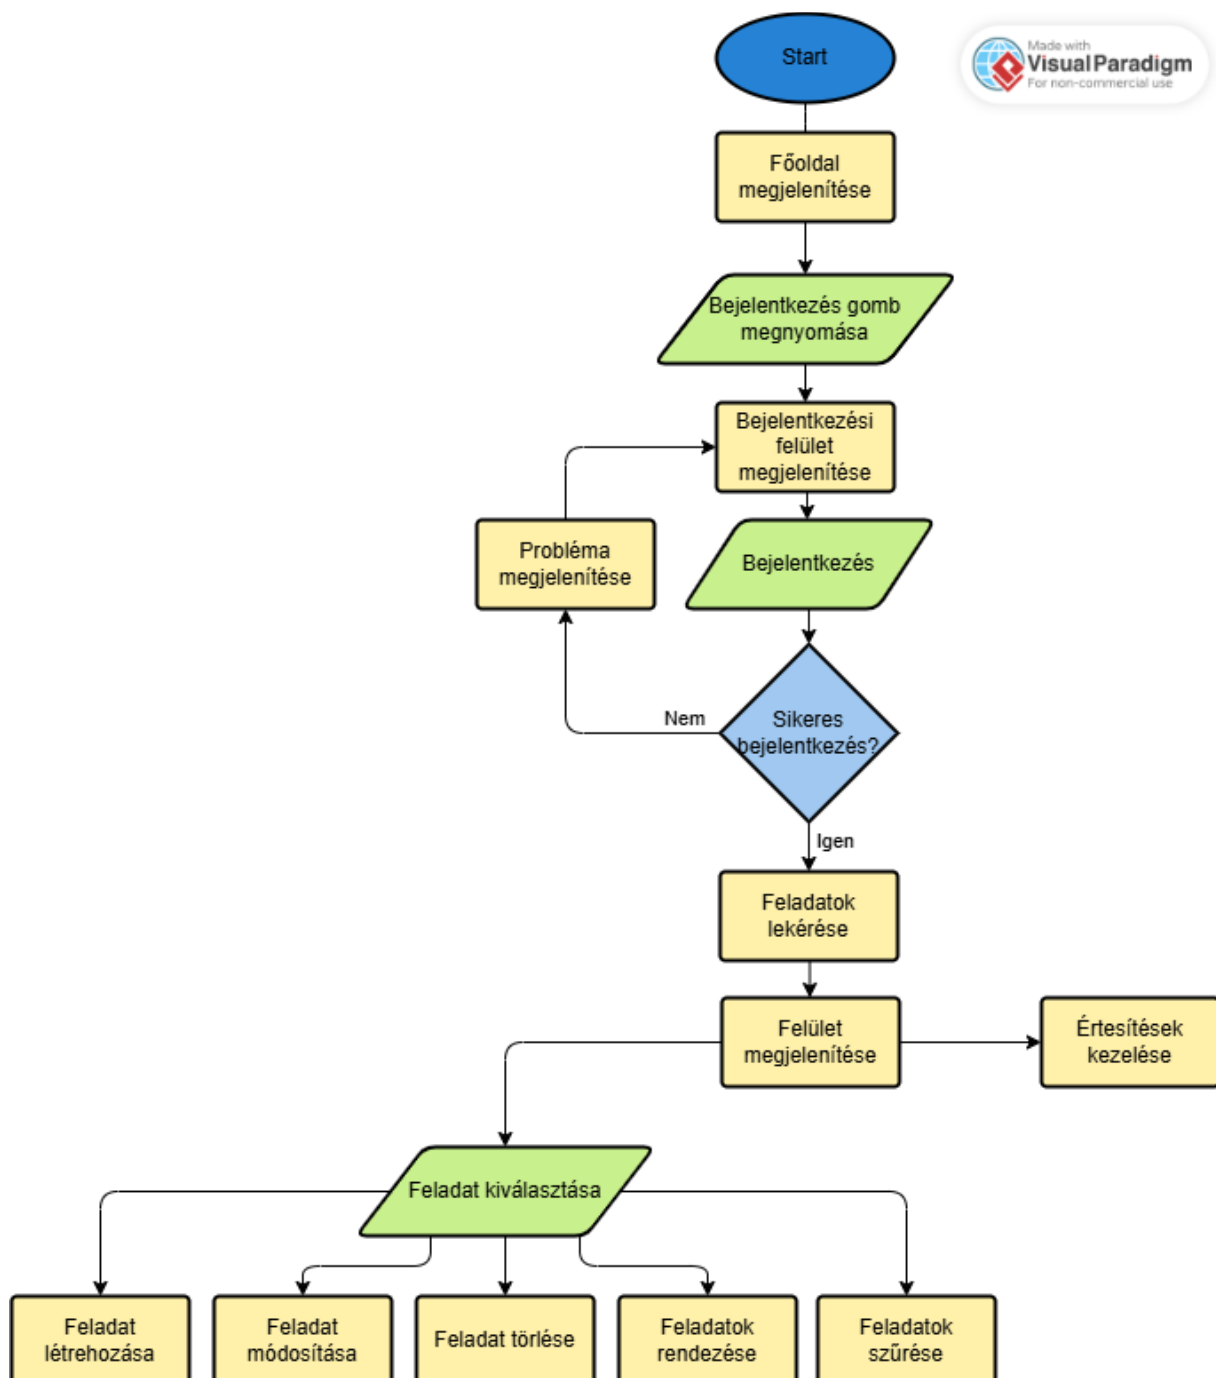 Start
Made with
Visual Paradigm
For non-commercial use
Főoldal
megjelenítése
Bejelentkezés gomb
megnyomása
Bejelentkezési
felület
megjelenítése
Probléma
megjelenítése
Bejelentkezés
Nem
Sikeres
bejelentkezés?
Igen
Feladatok
lekérése
Felület
megjelenítése
Értesítések
kezelése
Feladat kiválasztása
Feladat
létrehozása
Feladat
módosítása
Feladat törlése
Feladatok
rendezése
Feladatok
szűrése